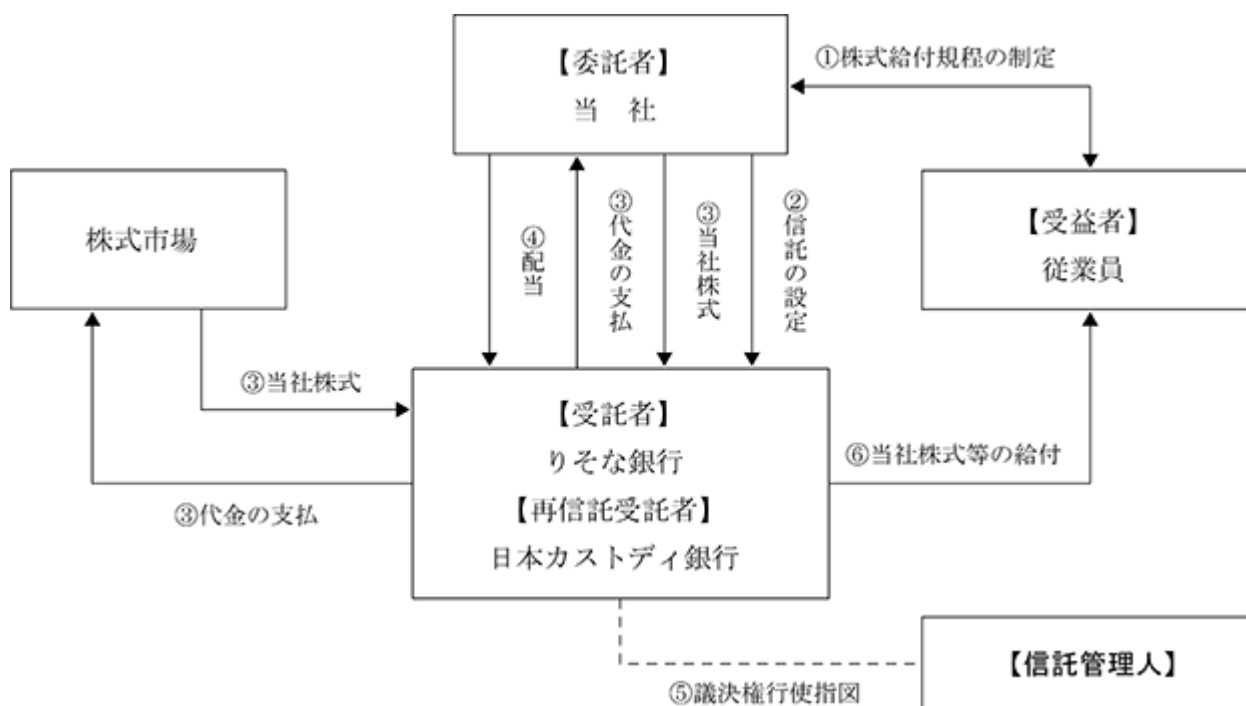 【委託者】
当 社
①株式給付規程の制定
株式市場
【受益者】
従業員
④配当
③代金の支払
③当社株式
②信託の設定
③当社株式
③代金の支払
【受託者】
りそな銀行
【再信託受託者】
日本カストディ銀行
⑥当社株式等の給付
【信託管理人】
⑤議決権行使指図